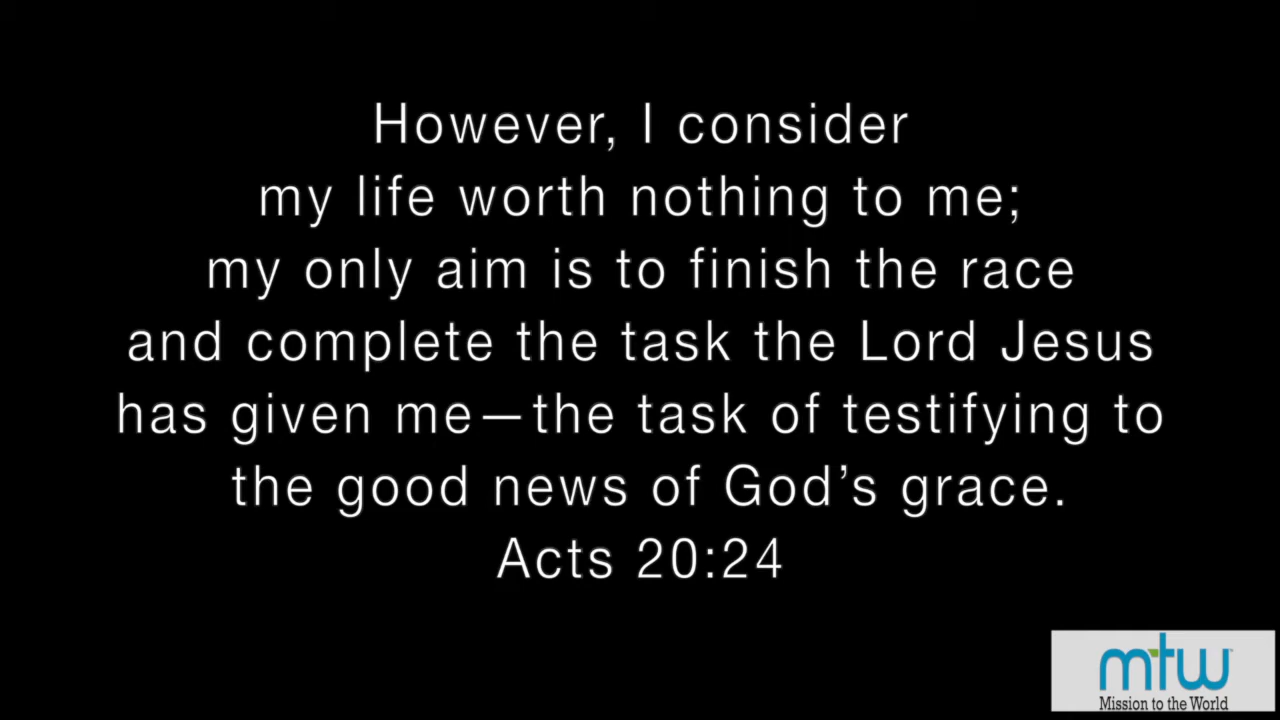 However, I consider
my life worth nothing to me;
my only aim is to finish the race
and complete the task the Lord Jesus
has given me—the task of testifying to
the good news of God’s grace.
Acts 20:24
mtw
Mission to the World